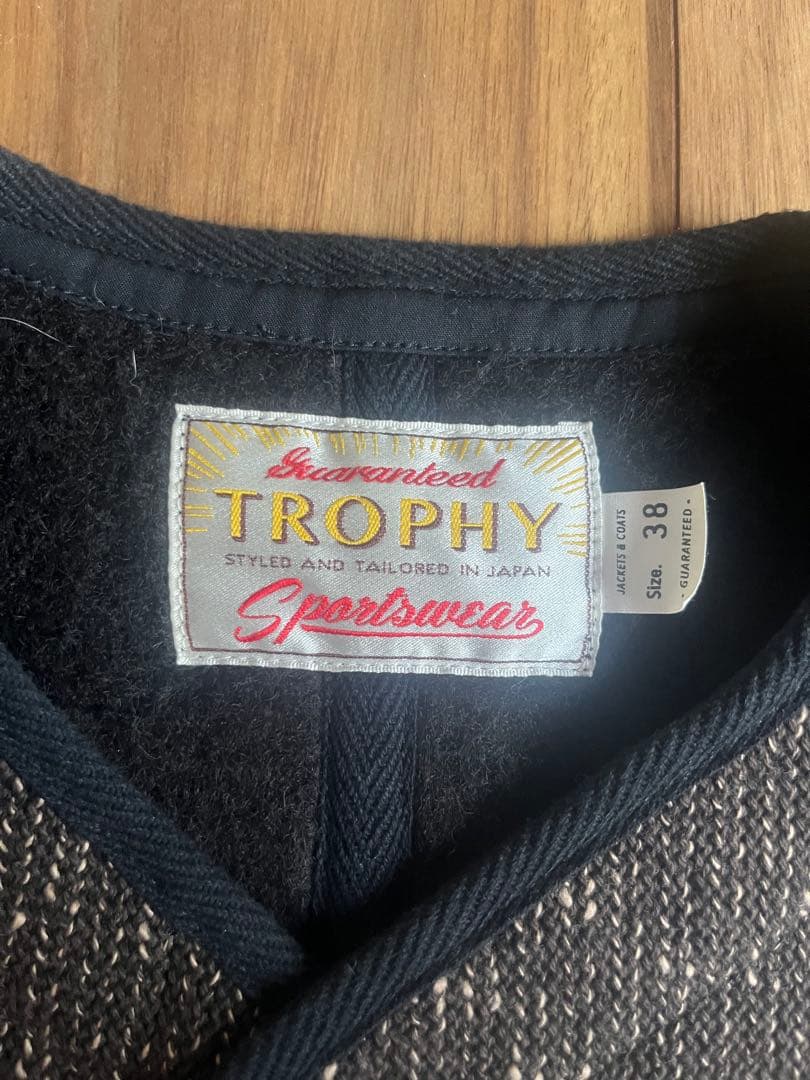 Guaranteed
TROPHY
STYLED AND TAILORED IN JAPAN
Sportswear
JACKETS & COATS
Size. 38
- GUARANTEED -